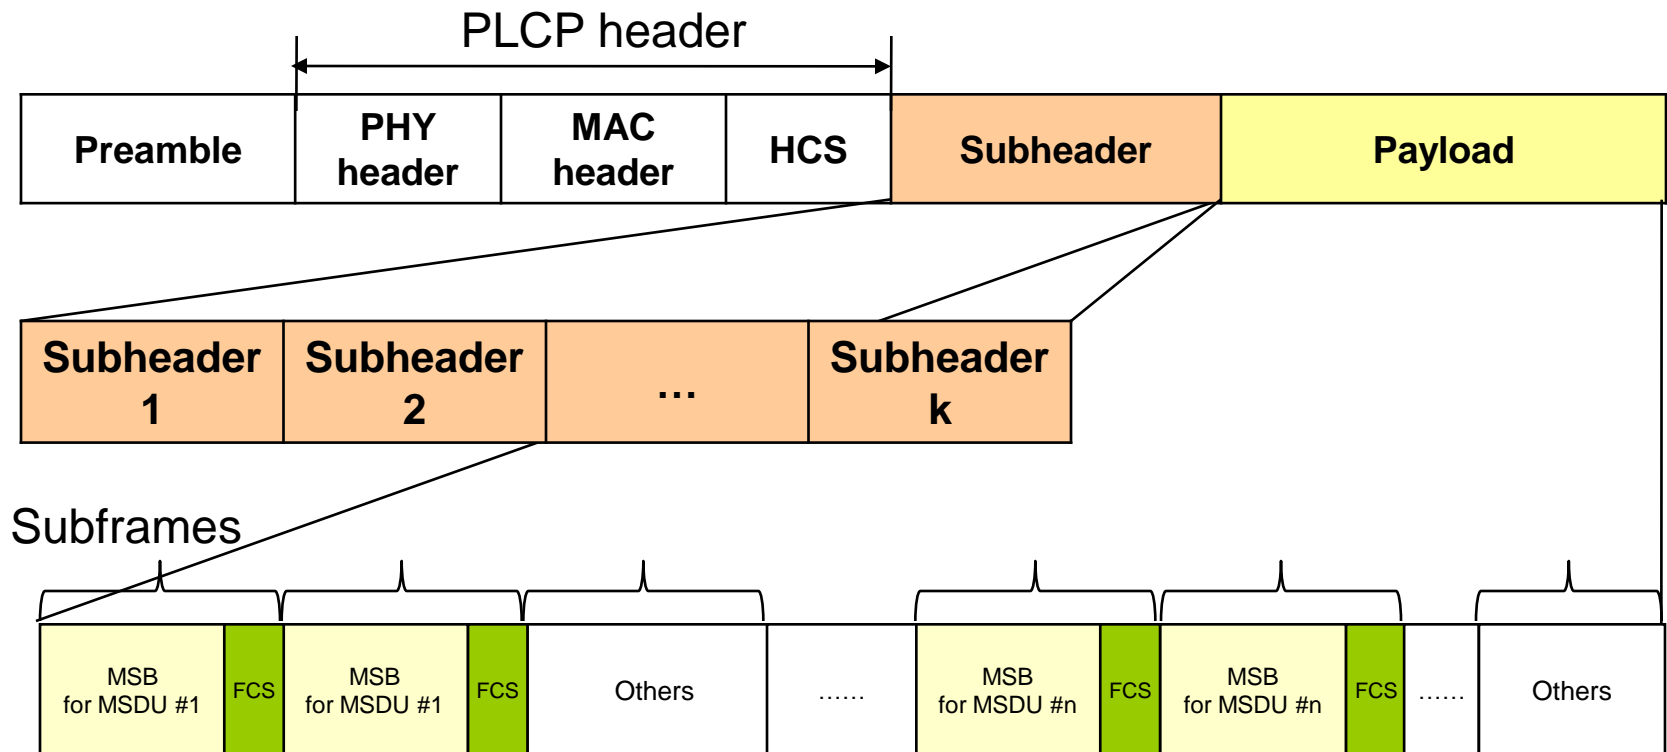 PLCP header
Preamble
PHY
header
MAC
header
HCS
Subheader
Payload
Subheader
1
Subheader
2
...
Subheader
k
Subframes
MSB
for MSDU #1
FCS
MSB
for MSDU #1
FCS
Others
......
MSB
for MSDU #n
FCS
MSB
for MSDU #n
FCS
......
Others